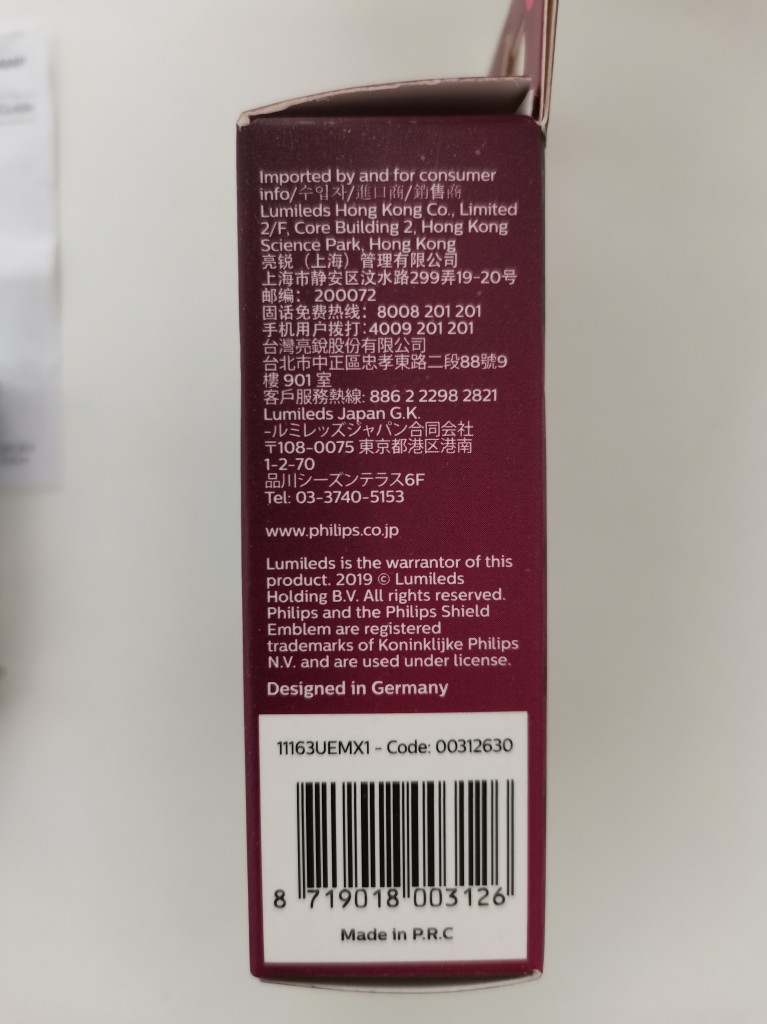 Imported by and for consumer
info/수입자/進口商/銷售商
Lumileds Hong Kong Co., Limited
2/F, Core Building 2, Hong Kong
Science Park, Hong Kong
亮锐（上海）管理有限公司
上海市静安区汶水路299弄19-20号
邮编： 200072
固话免费热线：8008 201 201
手机用户拨打:4009 201 201
台灣亮銳股份有限公司
台北市中正區忠孝東路二段88號9
樓 901 室
客戶服務熱線: 886 2 2298 2821
Lumileds Japan G.K.
-ルミレッズジャパン合同会社
〒108-0075 東京都港区港南
1-2-70
品川シーズンテラス6F
Tel: 03-3740-5153
www.philips.co.jp
Lumileds is the warrantor of this
product. 2019 © Lumileds
Holding B.V. All rights reserved.
Philips and the Philips Shield
Emblem are registered
trademarks of Koninklijke Philips
N.V. and are used under license.
Designed in Germany
11163UEMX1 - Code: 00312630
8 719018 003126
Made in P.R.C